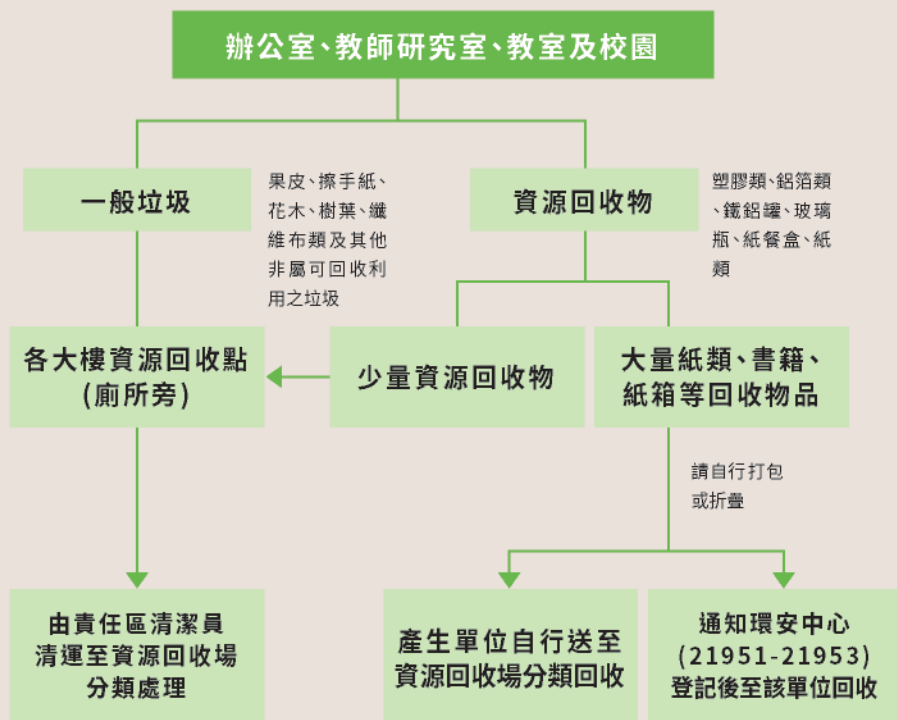 辦公室、教師研究室、教室及校園
一般垃圾
果皮、擦手紙、
花木、樹葉、纖
維布類及其他
非屬可回收利
用之垃圾
資源回收物
塑膠類、鋁箔類
、鐵鋁罐、玻璃
瓶、紙餐盒、紙
類
各大樓資源回收點
(廁所旁)
少量資源回收物
大量紙類、書籍、
紙箱等回收物品
請自行打包
或折疊
由責任區清潔員
清運至資源回收場
分類處理
產生單位自行送至
資源回收場分類回收
通知環安中心
(21951-21953)
登記後至該單位回收